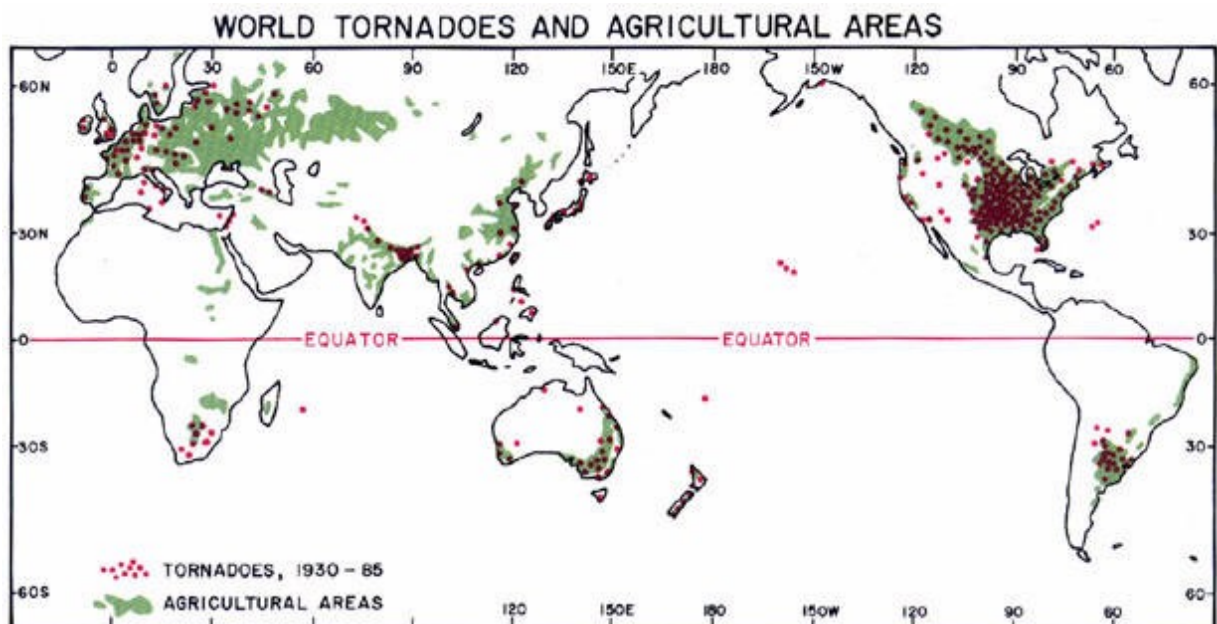 WORLD TORNADOES AND AGRICULTURAL AREAS
0 30 60 90 120 150E 180 150W 120 90 60
60N 60
30N 30
0 EQUATOR EQUATOR 0
30S 30
TORNADOES, 1930-85
AGRICULTURAL AREAS
60S 60
120 150E 180 150W 120 90 60